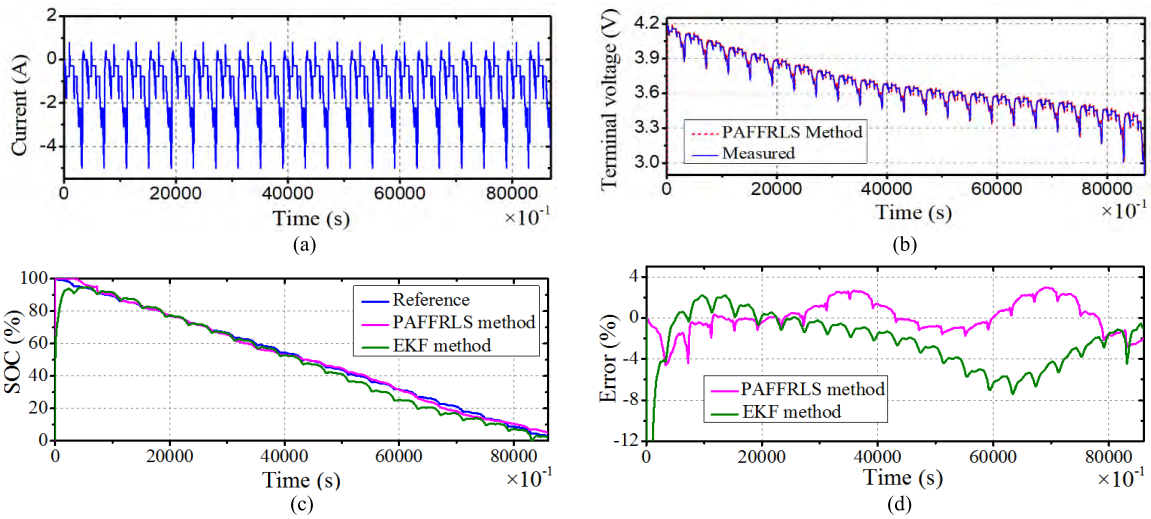 2
0
-2
-4
Current (A)
0
20000
40000
60000
80000
Time (s)
×10⁻¹
(a)
4.2
3.9
3.6
3.3
3.0
Terminal voltage (V)
PAFFRLS Method
Measured
0
20000
40000
60000
80000
Time (s)
×10⁻¹
(b)
100
80
60
40
20
0
SOC (%)
Reference
PAFFRLS method
EKF method
0
20000
40000
60000
80000
Time (s)
×10⁻¹
(c)
4
0
-4
-8
-12
Error (%)
PAFFRLS method
EKF method
0
20000
40000
60000
80000
Time (s)
×10⁻¹
(d)